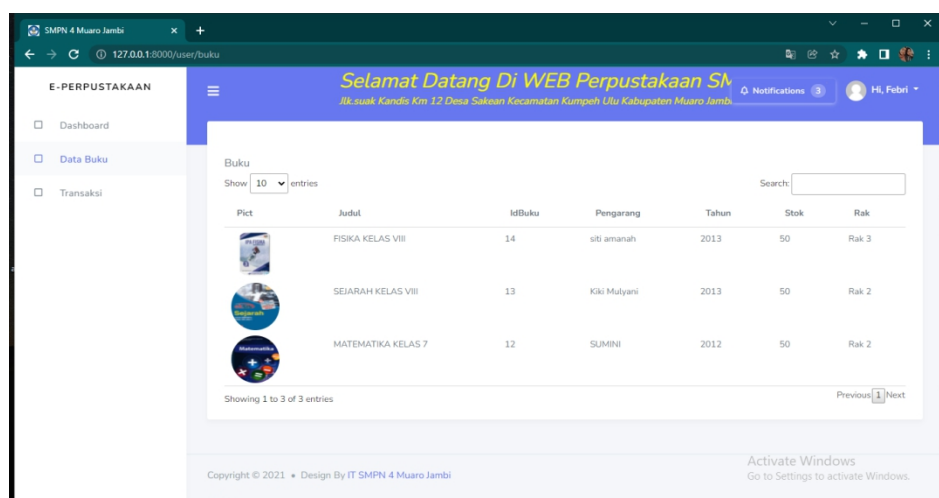 SMPN 4 Muaro Jambi
127.0.0.1:8000/user/buku
E-PERPUSTAKAAN
Selamat Datang Di WEB Perpustakaan SM
Jlk.suak Kandis Km 12 Desa Sakean Kecamatan Kumpeh Ulu Kabupaten Muaro Jambi
Notifications 3
Hi, Febri
Dashboard
Data Buku
Transaksi
Buku
Show 10 entries
Search:
Pict Judul IdBuku Pengarang Tahun Stok Rak
FISIKA KELAS VIII 14 siti amanah 2013 50 Rak 3
SEJARAH KELAS VIII 13 Kiki Mulyani 2013 50 Rak 2
Sejarah
MATEMATIKA KELAS 7 12 SUMINI 2012 50 Rak 2
Matematika
Showing 1 to 3 of 3 entries
Previous 1 Next
Copyright © 2021 • Design By IT SMPN 4 Muaro Jambi
Activate Windows
Go to Settings to activate Windows.